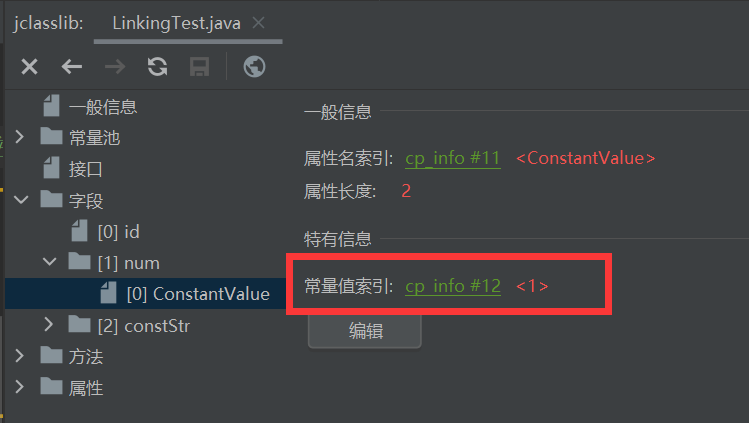 jclasslib: LinkingTest.java
一般信息
常量池
接口
字段
[0] id
[1] num
[0] ConstantValue
[2] constStr
方法
属性
一般信息
属性名索引: cp_info #11 <ConstantValue>
属性长度: 2
特有信息
常量值索引: cp_info #12 <1>
编辑